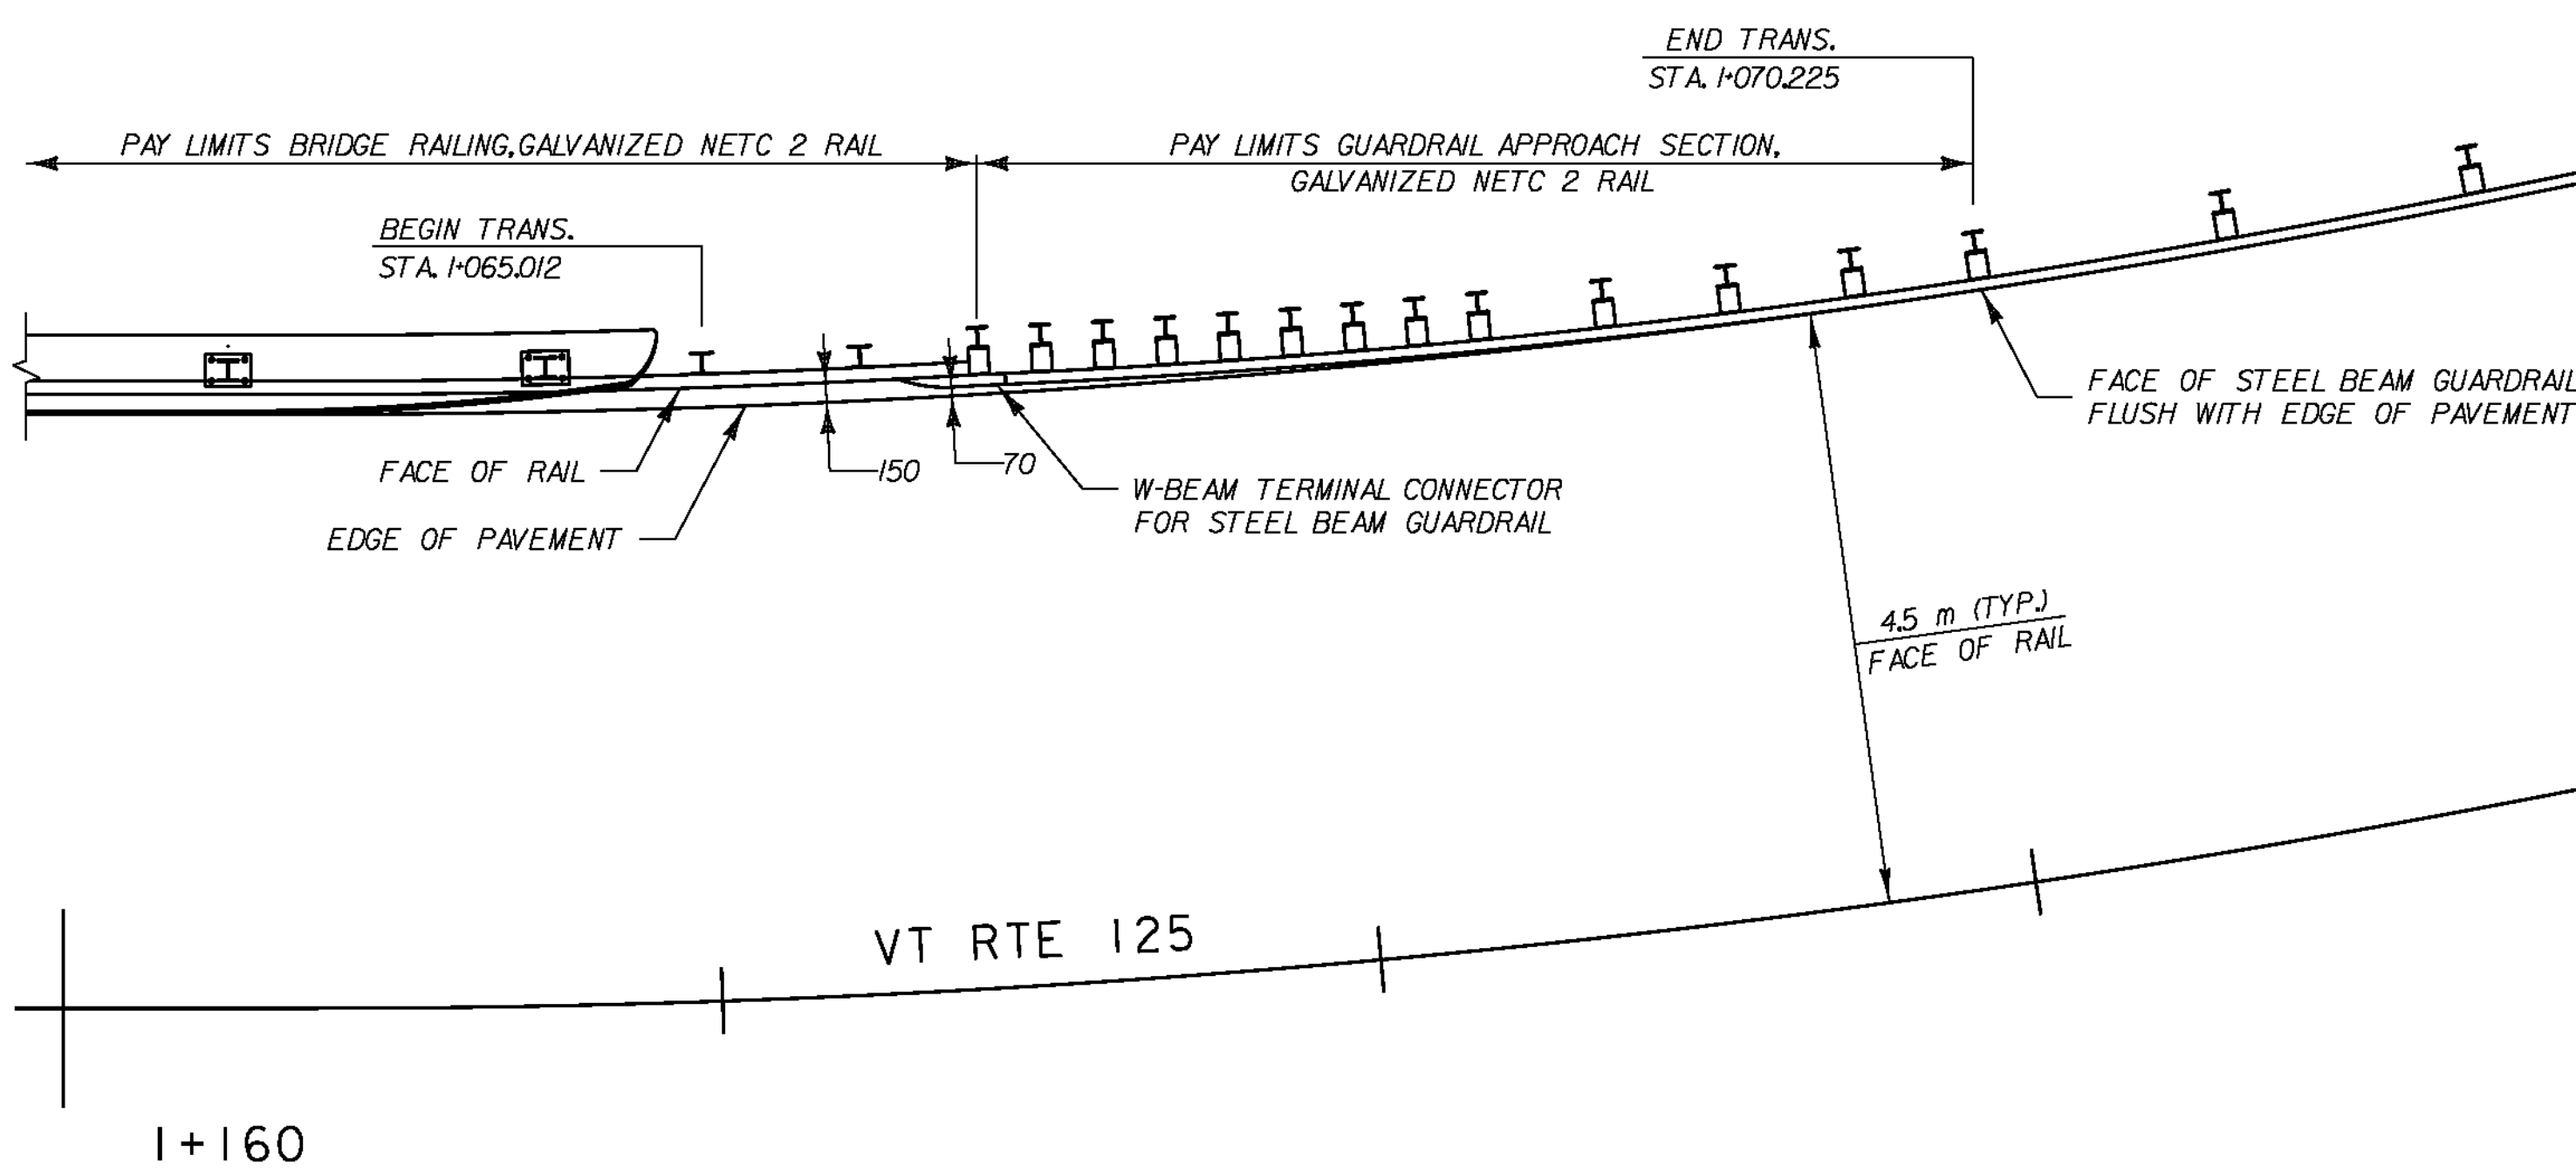 END TRANS.
STA. 1+070.225
PAY LIMITS BRIDGE RAILING, GALVANIZED NETC 2 RAIL
PAY LIMITS GUARDRAIL APPROACH SECTION,
GALVANIZED NETC 2 RAIL
BEGIN TRANS.
STA. 1+065.012
FACE OF STEEL BEAM GUARDRAIL
FLUSH WITH EDGE OF PAVEMENT
FACE OF RAIL
150
70
W-BEAM TERMINAL CONNECTOR
FOR STEEL BEAM GUARDRAIL
EDGE OF PAVEMENT
4.5 m (TYP.)
FACE OF RAIL
VT RTE 125
1+160